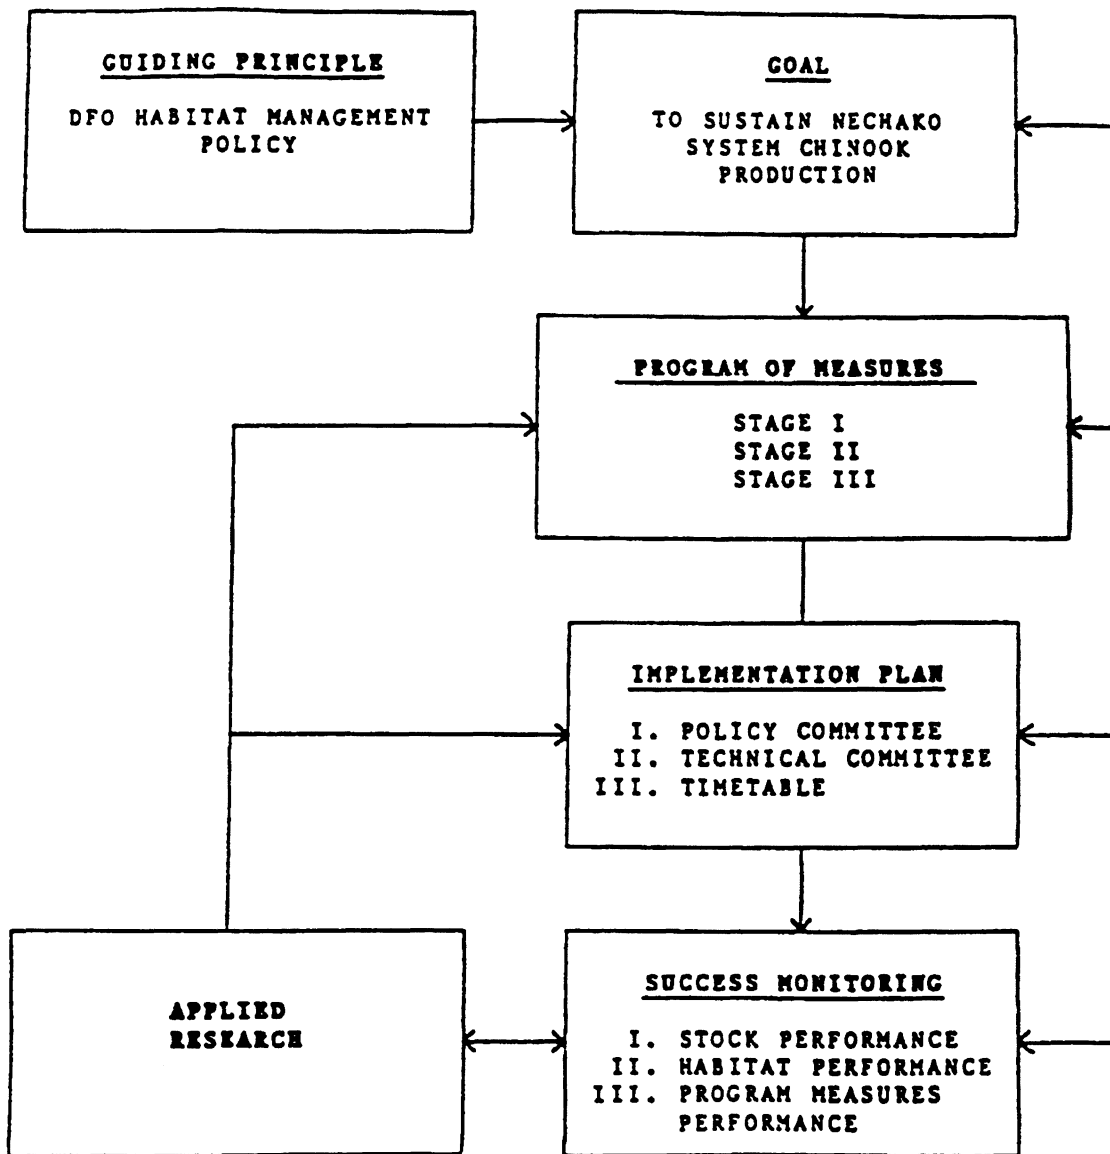 GUIDING PRINCIPLE
DFO HABITAT MANAGEMENT
POLICY
GOAL
TO SUSTAIN NECHAKO
SYSTEM CHINOOK
PRODUCTION
PROGRAM OF MEASURES
STAGE I
STAGE II
STAGE III
IMPLEMENTATION PLAN
I. POLICY COMMITTEE
II. TECHNICAL COMMITTEE
III. TIMETABLE
APPLIED
RESEARCH
SUCCESS MONITORING
I. STOCK PERFORMANCE
II. HABITAT PERFORMANCE
III. PROGRAM MEASURES
PERFORMANCE